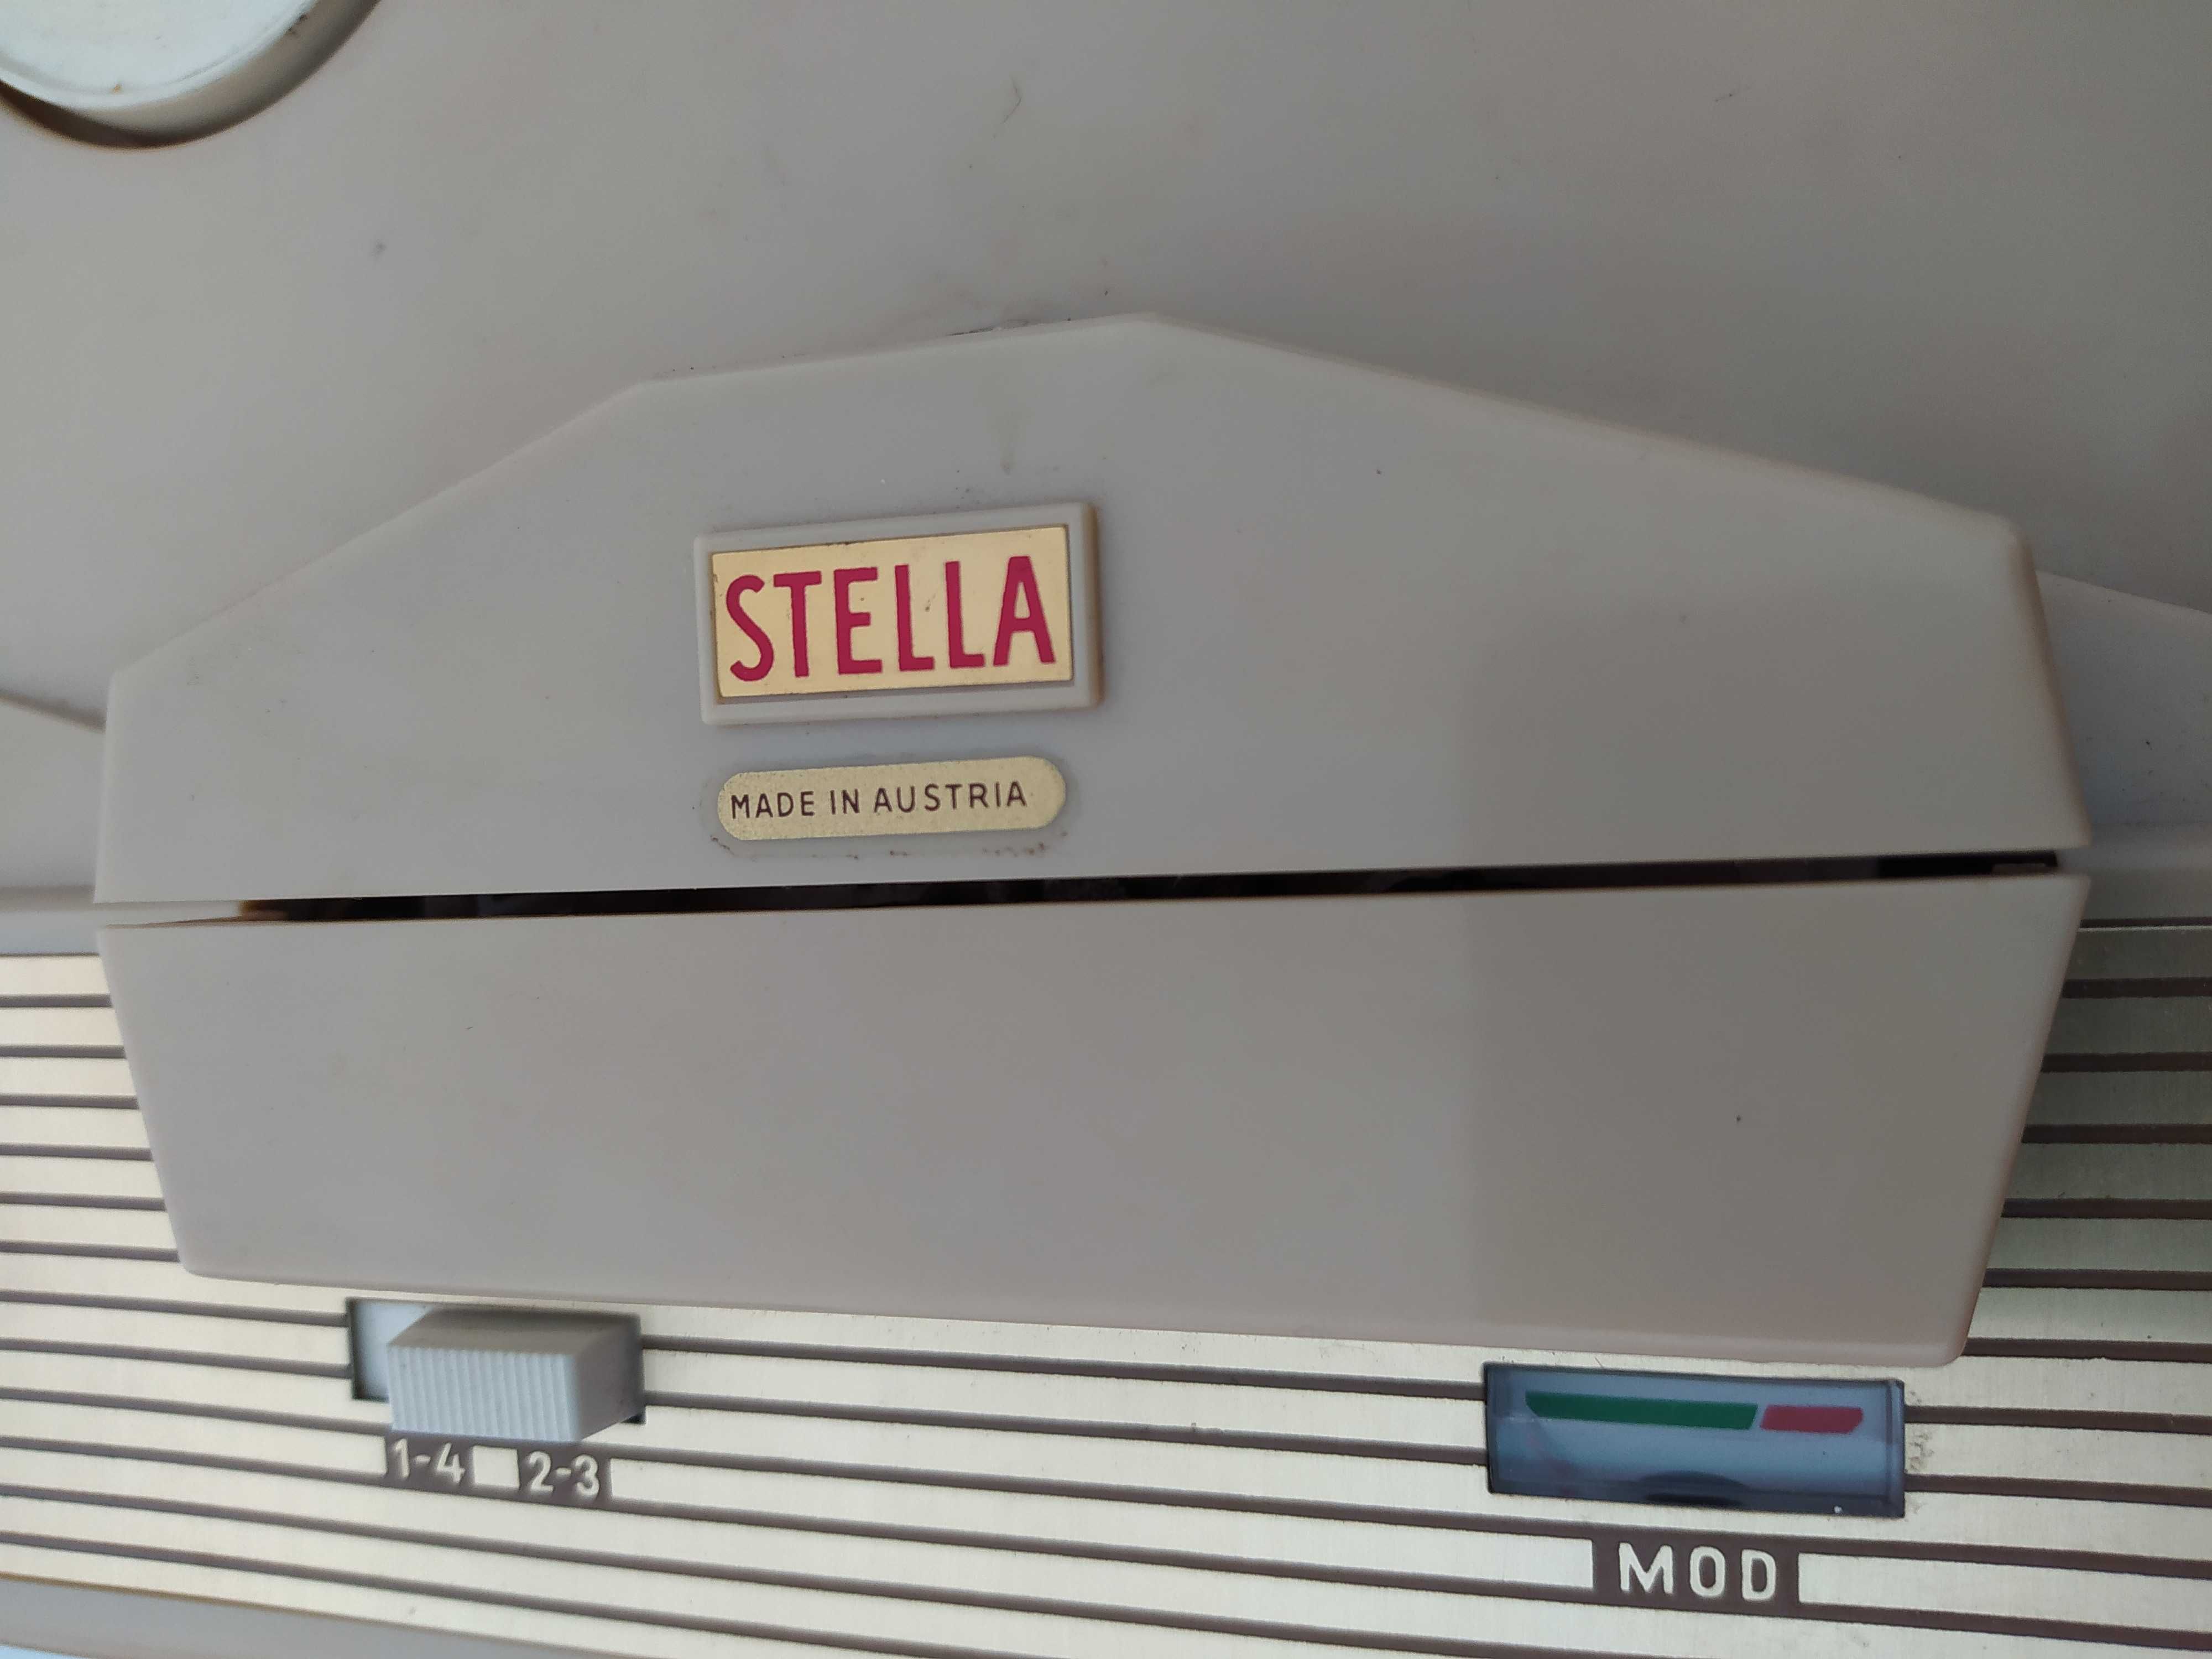 STELLA
MADE IN AUSTRIA
1-4 2-3
MOD